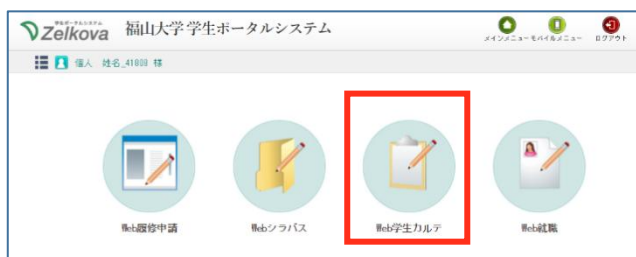 学生ポータルシステム
Zelkova 福山大学 学生ポータルシステム
メインメニュー モバイルメニュー ログアウト
個人 姓名_41808 様
Web履修申請 Webシラバス Web学生カルテ Web就職